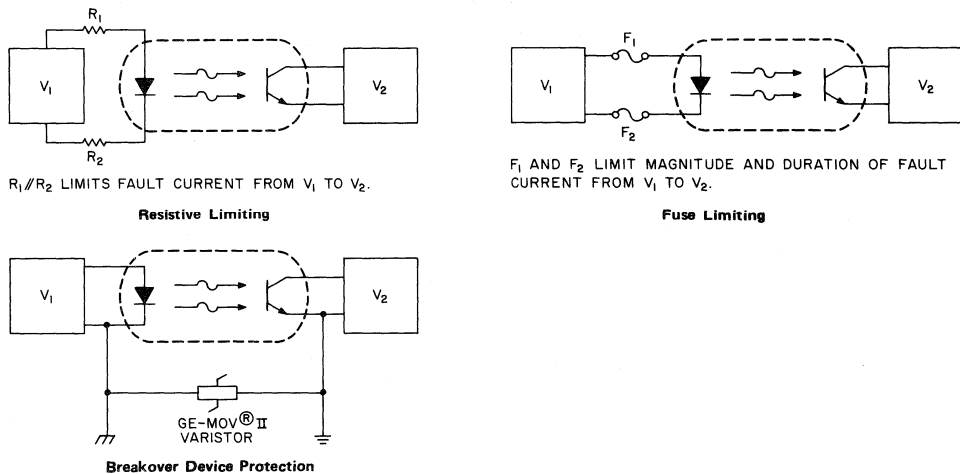 R₁
V₁
V₂
R₂
R₁//R₂ LIMITS FAULT CURRENT FROM V₁ TO V₂.
Resistive Limiting
F₁
V₁
V₂
F₂
F₁ AND F₂ LIMIT MAGNITUDE AND DURATION OF FAULT
CURRENT FROM V₁ TO V₂.
Fuse Limiting
V₁
V₂
GE-MOV® II
VARISTOR
Breakover Device Protection